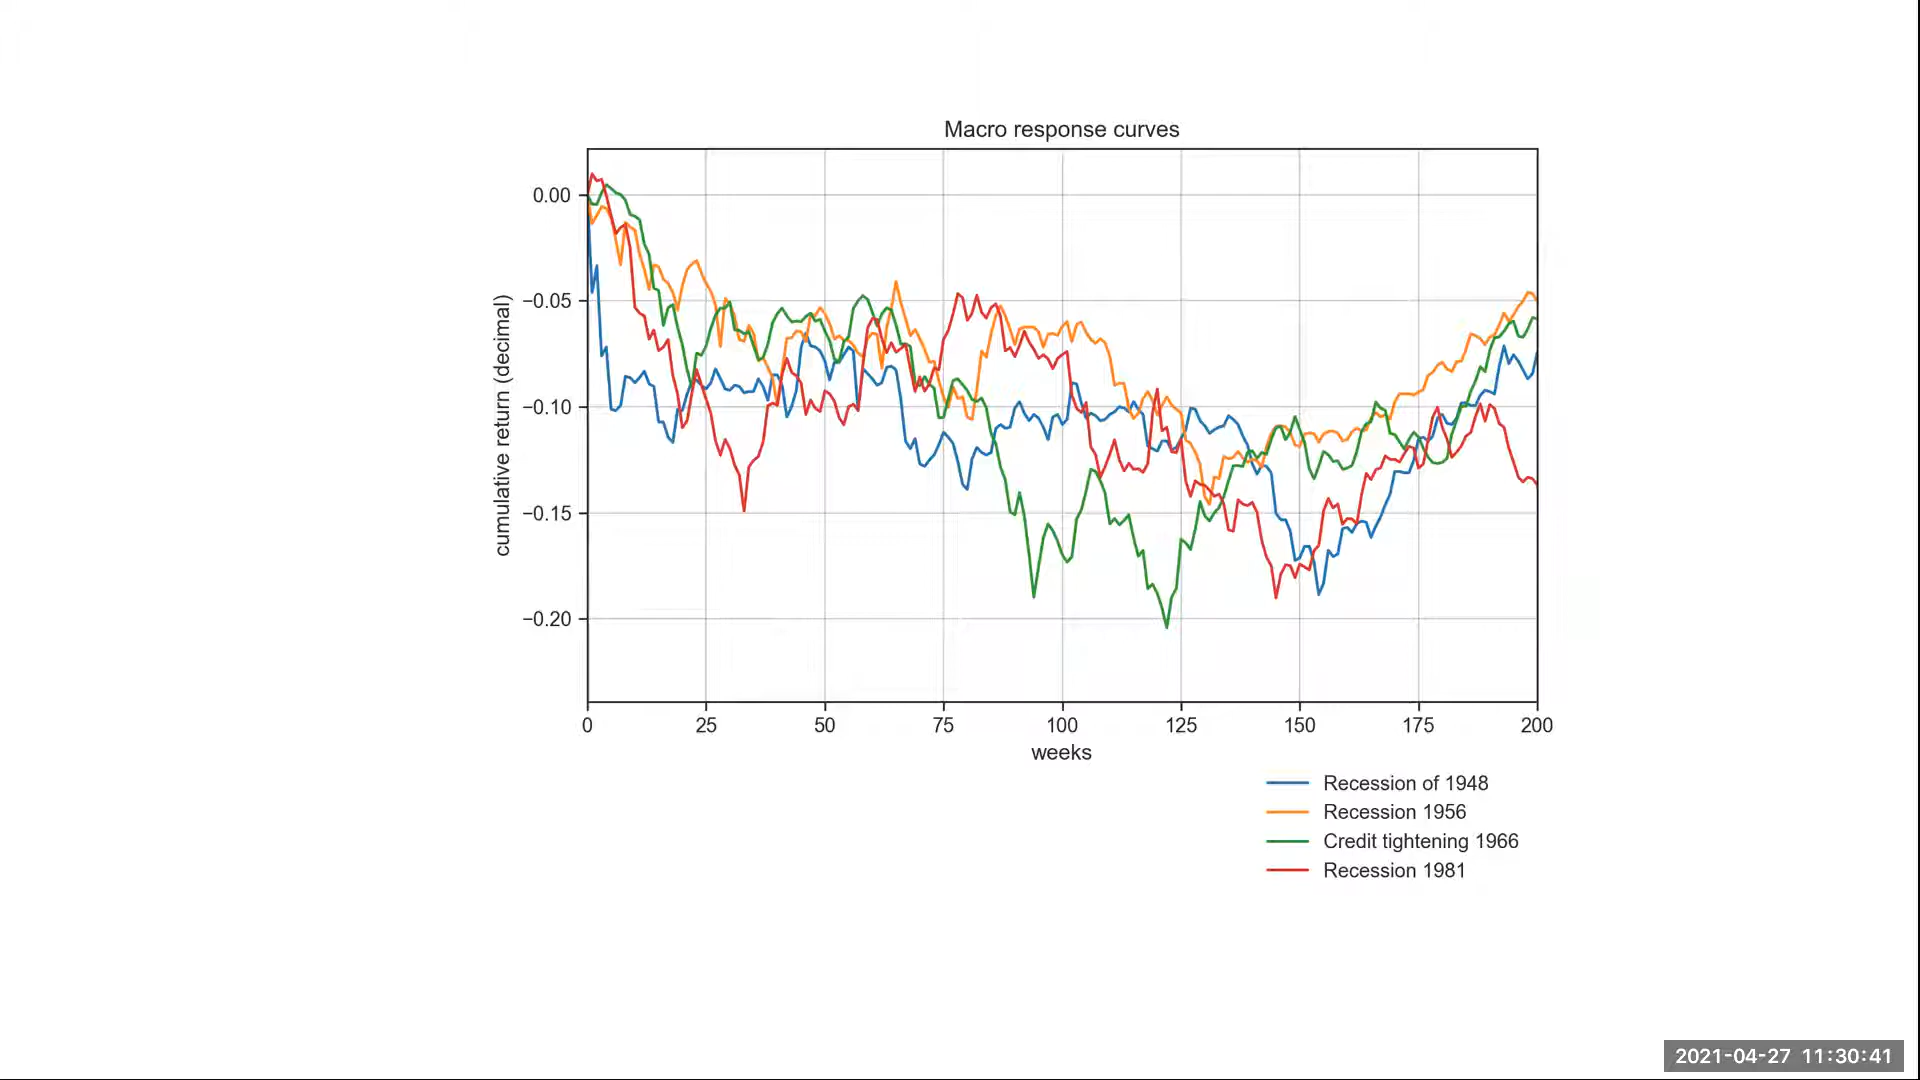 Macro response curves
0.00
−0.05
−0.10
−0.15
−0.20
cumulative return (decimal)
0 25 50 75 100 125 150 175 200
weeks
Recession of 1948
Recession 1956
Credit tightening 1966
Recession 1981
2021-04-27 11:30:41